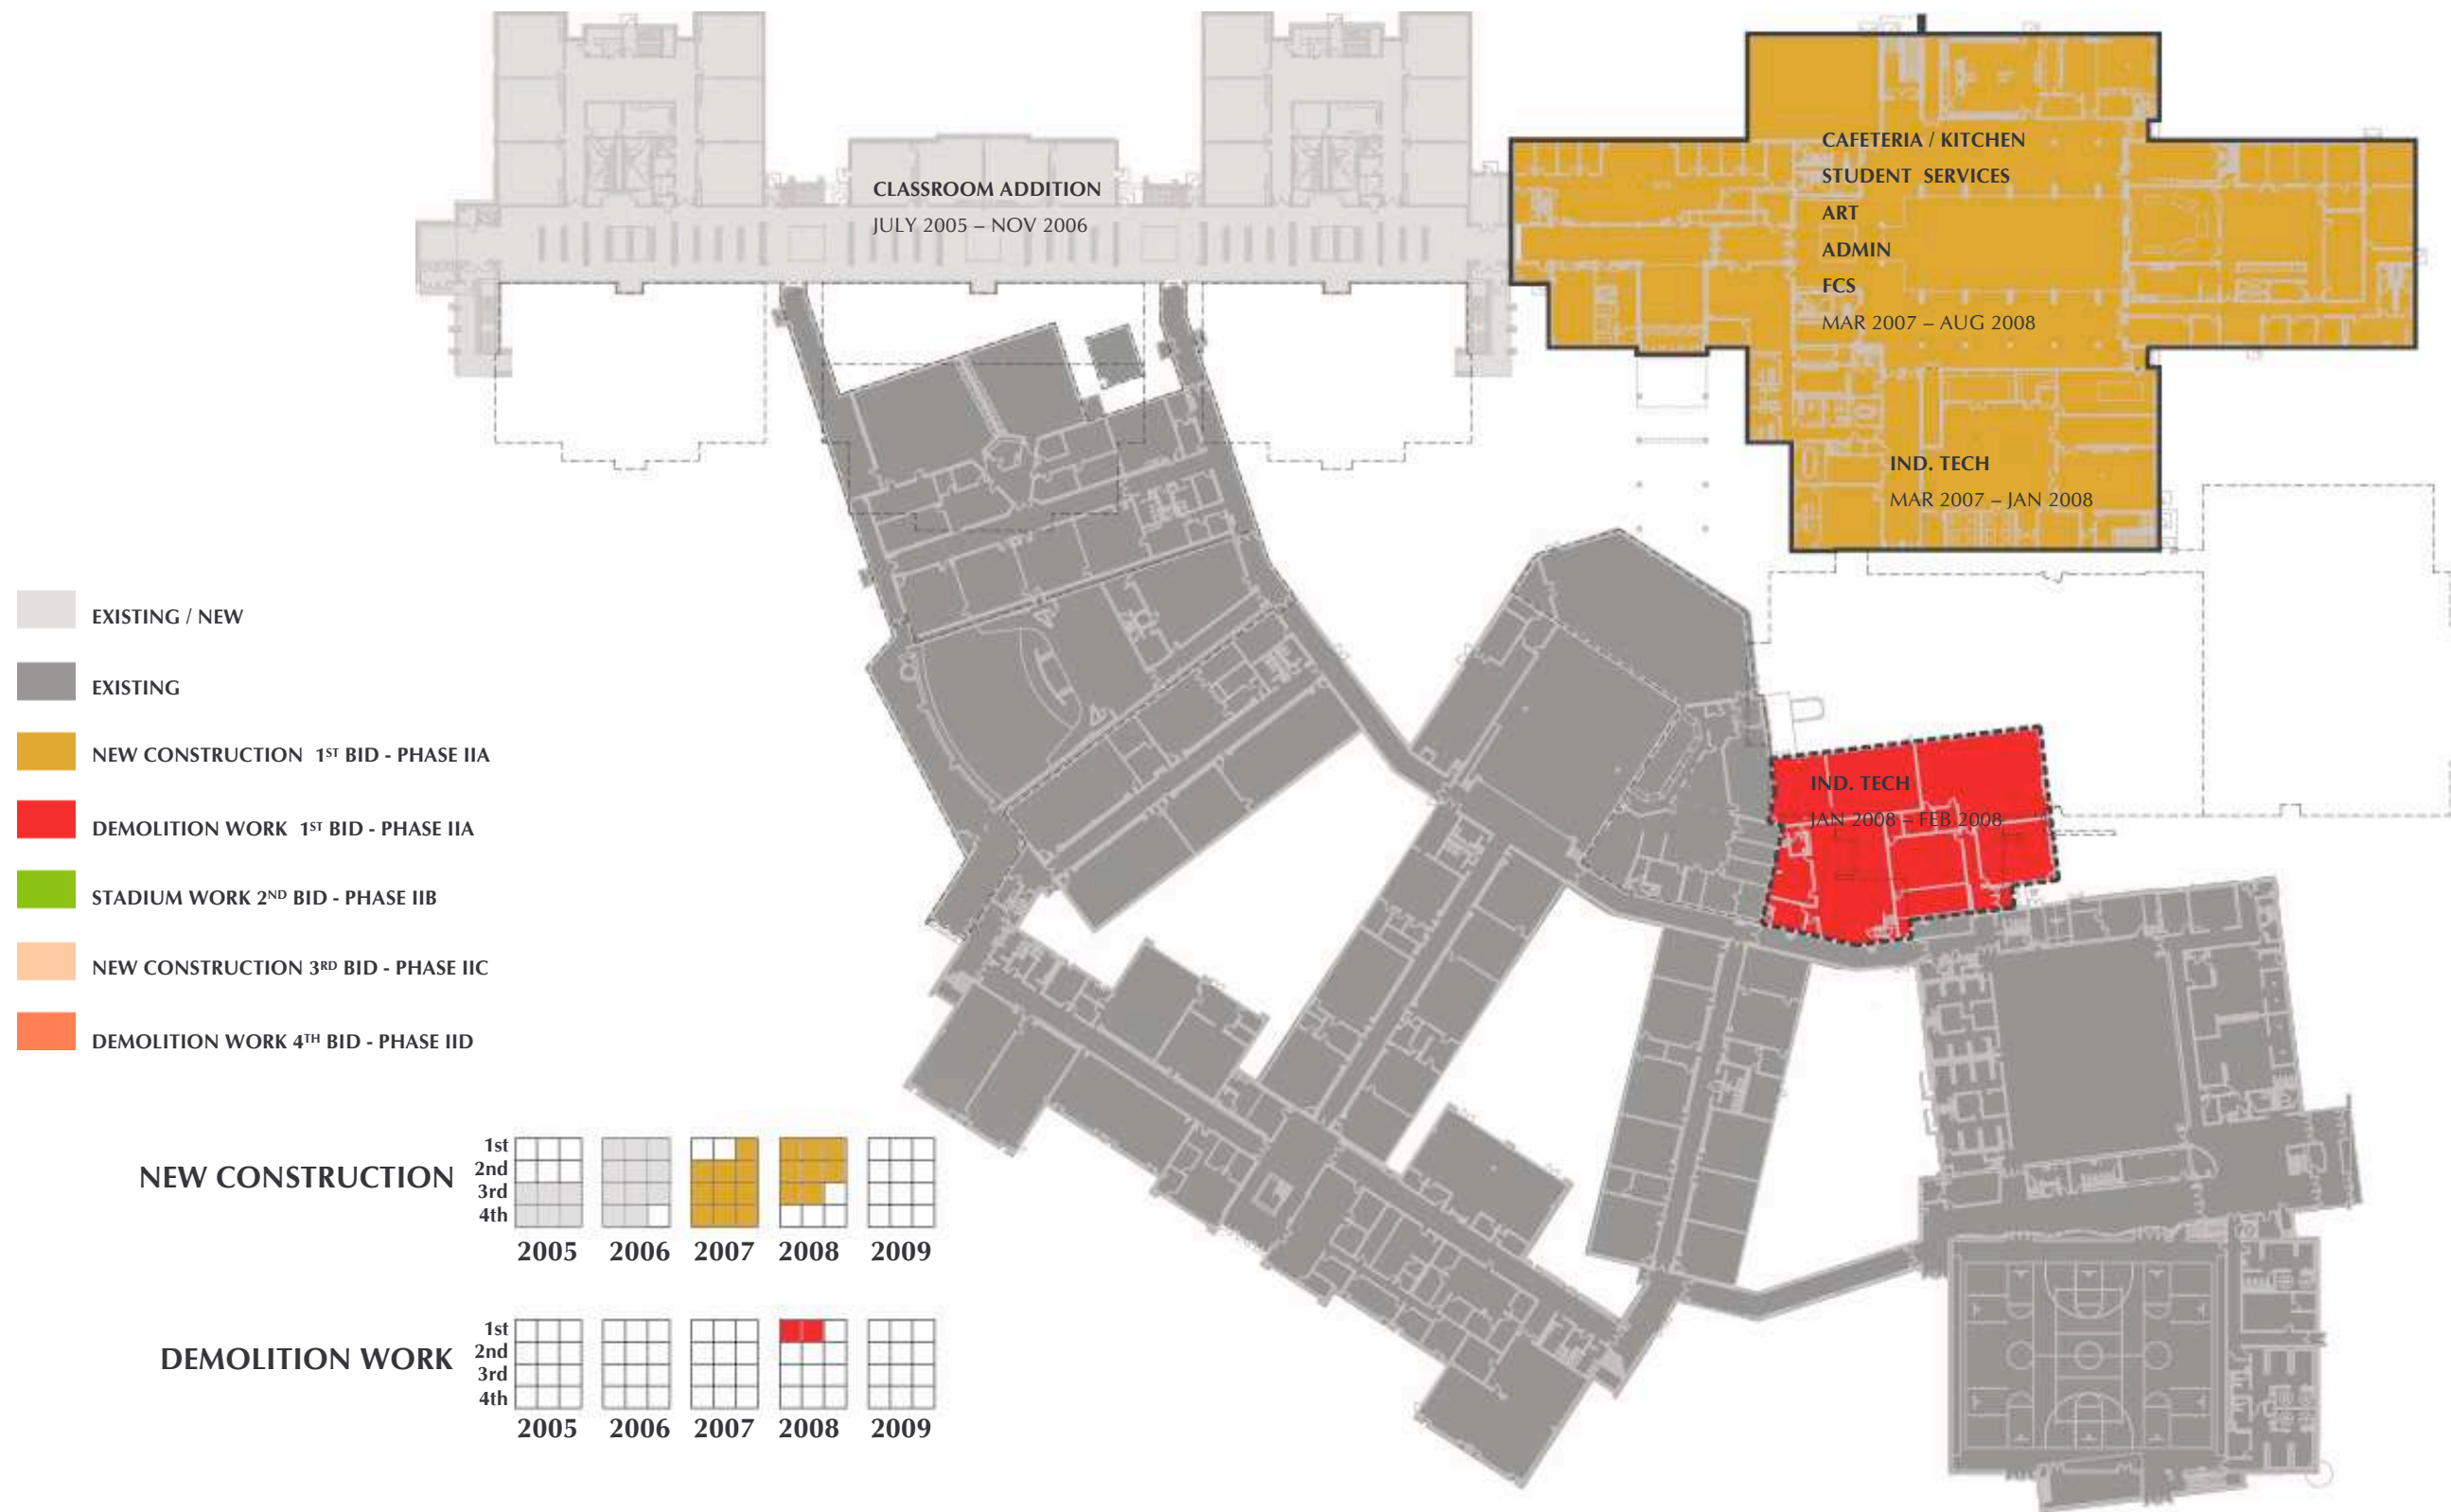 CLASSROOM ADDITION
JULY 2005 – NOV 2006
CAFETERIA / KITCHEN
STUDENT SERVICES
ART
ADMIN
FCS
MAR 2007 – AUG 2008
IND. TECH
MAR 2007 – JAN 2008
IND. TECH
JAN 2008 – FEB 2008
EXISTING / NEW
EXISTING
NEW CONSTRUCTION 1ST BID - PHASE IIA
DEMOLITION WORK 1ST BID - PHASE IIA
STADIUM WORK 2ND BID - PHASE IIB
NEW CONSTRUCTION 3RD BID - PHASE IIC
DEMOLITION WORK 4TH BID - PHASE IID
NEW CONSTRUCTION
1st
2nd
3rd
4th
2005 2006 2007 2008 2009
DEMOLITION WORK
1st
2nd
3rd
4th
2005 2006 2007 2008 2009